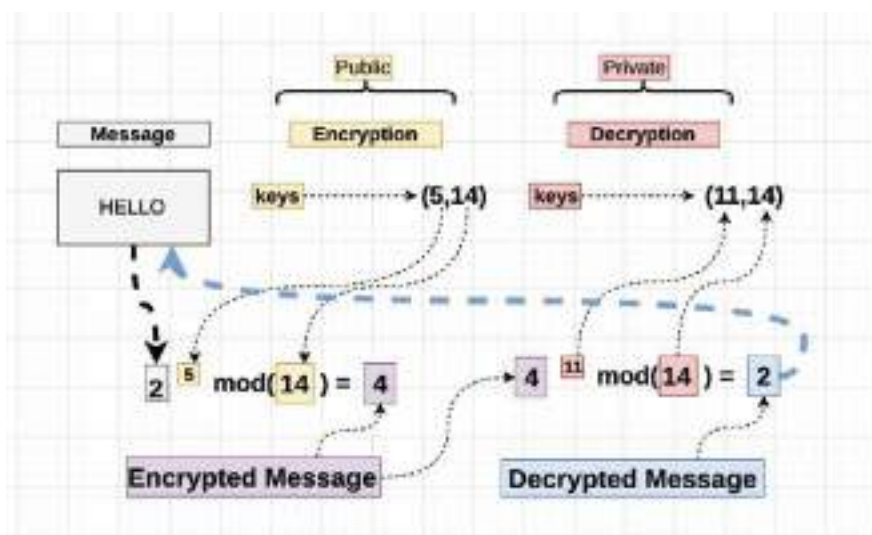 Public Private
Message Encryption Decryption
HELLO keys (5,14) keys (11,14)
2 5 mod( 14 ) = 4 4 11 mod( 14 ) = 2
Encrypted Message Decrypted Message